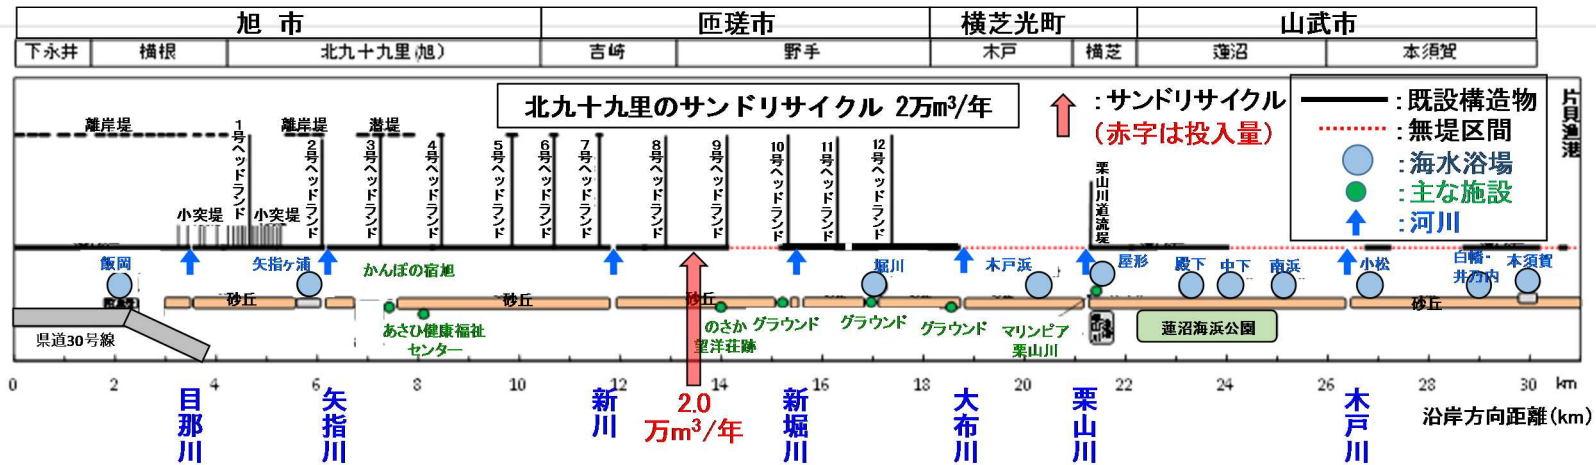 旭市
匝瑳市
横芝光町
山武市
下永井
横根
北九十九里(旭)
吉崎
野手
木戸
横芝
蓮沼
本須賀
北九十九里のサンドリサイクル 2万m³/年
:サンドリサイクル
(赤字は投入量)
:既設構造物
:無堤区間
:海水浴場
:主な施設
:河川
片貝漁港
離岸堤
離岸堤
潜堤
1号ヘッドランド
2号ヘッドランド
3号ヘッドランド
4号ヘッドランド
5号ヘッドランド
6号ヘッドランド
7号ヘッドランド
8号ヘッドランド
9号ヘッドランド
10号ヘッドランド
11号ヘッドランド
12号ヘッドランド
小突堤
小突堤
栗山川導流堤
飯岡
矢指ヶ浦
かんぽの宿旭
堀川
木戸浜
屋形
殿下
中下
南浜
小松
白幡・
井乃内
本須賀
砂丘
砂丘
砂丘
砂丘
県道30号線
あさひ健康福祉
センター
のさか
望洋荘跡
グラウンド
グラウンド
グラウンド
マリンピア
栗山川
蓮沼海浜公園
0
2
4
6
8
10
12
14
16
18
20
22
24
26
28
30
km
目那川
矢指川
新川
2.0
万m³/年
新堀川
大布川
栗山川
木戸川
沿岸方向距離(km)